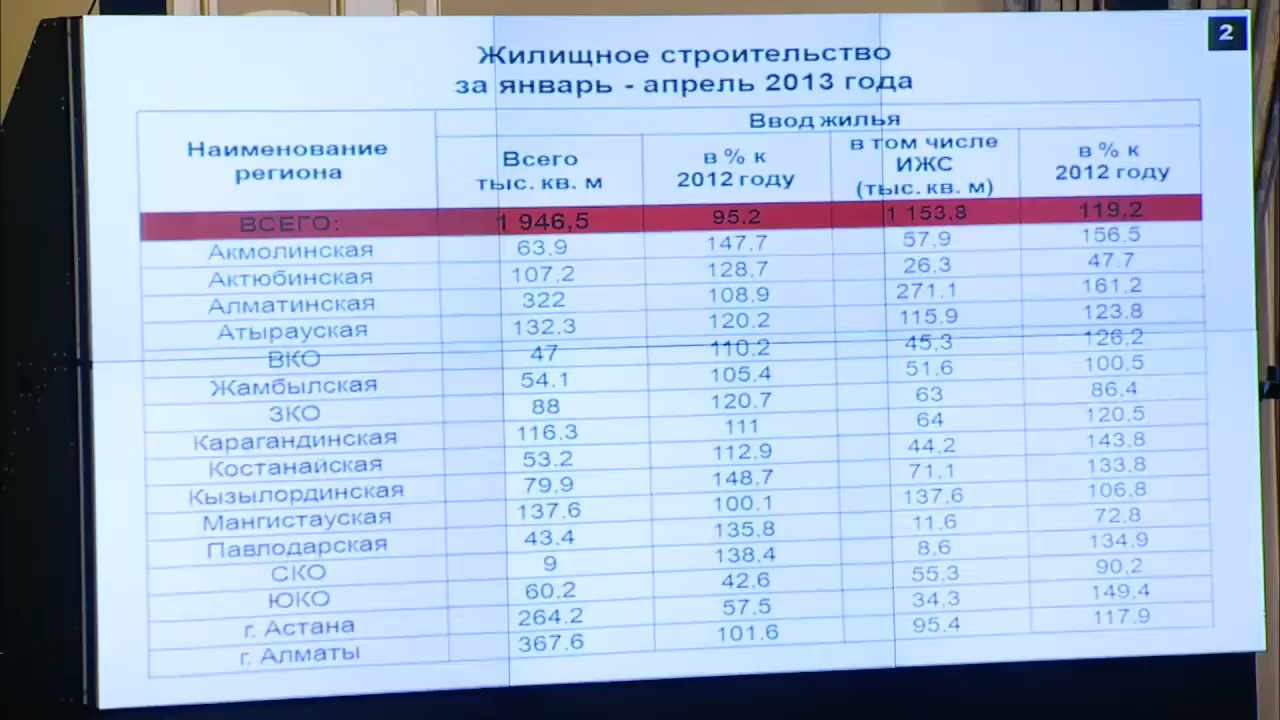 2
Жилищное строительство
за январь - апрель 2013 года
Наименование региона
Ввод жилья
Всего тыс. кв. м
в % к 2012 году
в том числе ИЖС (тыс. кв. м)
в % к 2012 году
ВСЕГО: 1 946,5 95.2 1 153,8 119,2
Акмолинская 63,9 147.7 57,9 156,5
Актюбинская 107,2 128,7 26,3 47.7
Алматинская 322 108,9 271.1 161,2
Атырауская 132.3 120.2 115,9 123,8
ВКО 47 110.2 45,3 126,2
Жамбылская 54.1 105,4 51,6 100,5
ЗКО 88 120.7 63 86,4
Карагандинская 116.3 111 64 120,5
Костанайская 53.2 112,9 44,2 143,8
Кызылординская 79,9 148,7 71,1 133,8
Мангистауская 137,6 100.1 137,6 106,8
Павлодарская 43.4 135.8 11,6 72,8
СКО 9 138.4 8,6 134,9
ЮКО 60.2 42,6 55,3 90,2
г. Астана 264.2 57,5 34,3 149,4
г. Алматы 367.6 101.6 95.4 117,9